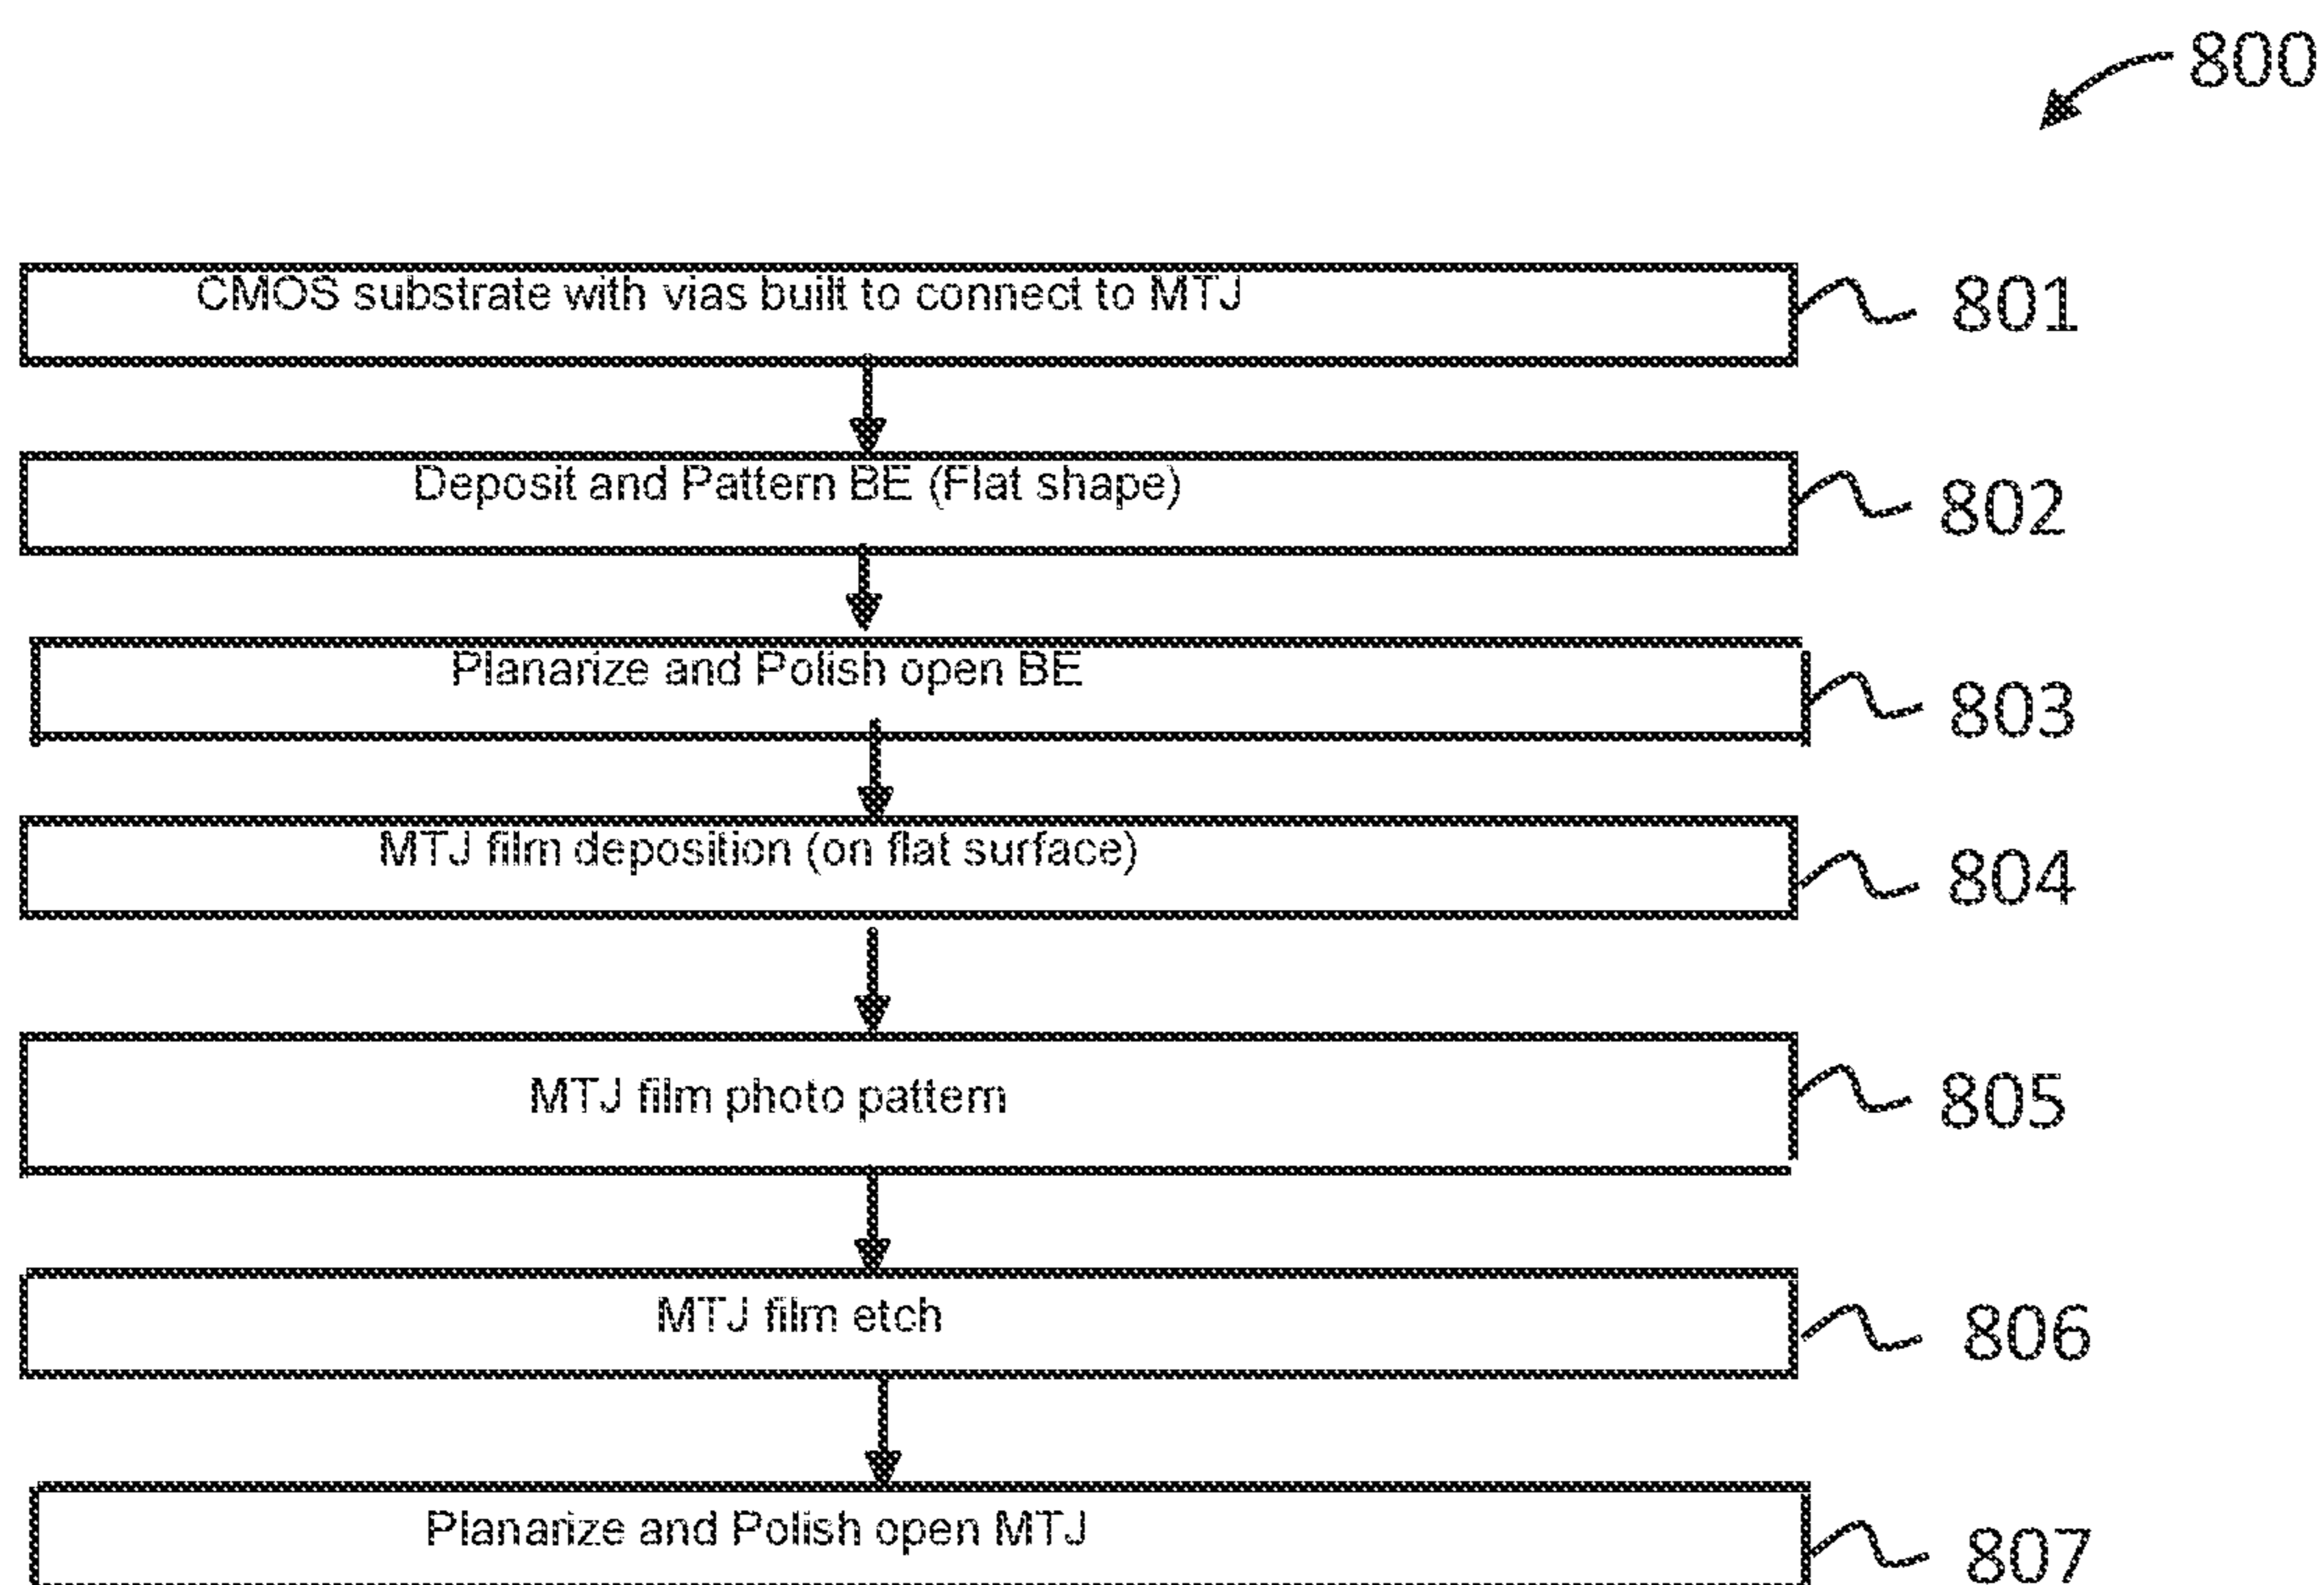 800
CMOS substrate with vias built to connect to MTJ
801
Deposit and Pattern BE (Flat shape)
802
Planarize and Polish open BE
803
MTJ film deposition (on flat surface)
804
MTJ film photo pattern
805
MTJ film etch
806
Planarize and Polish open MTJ
807